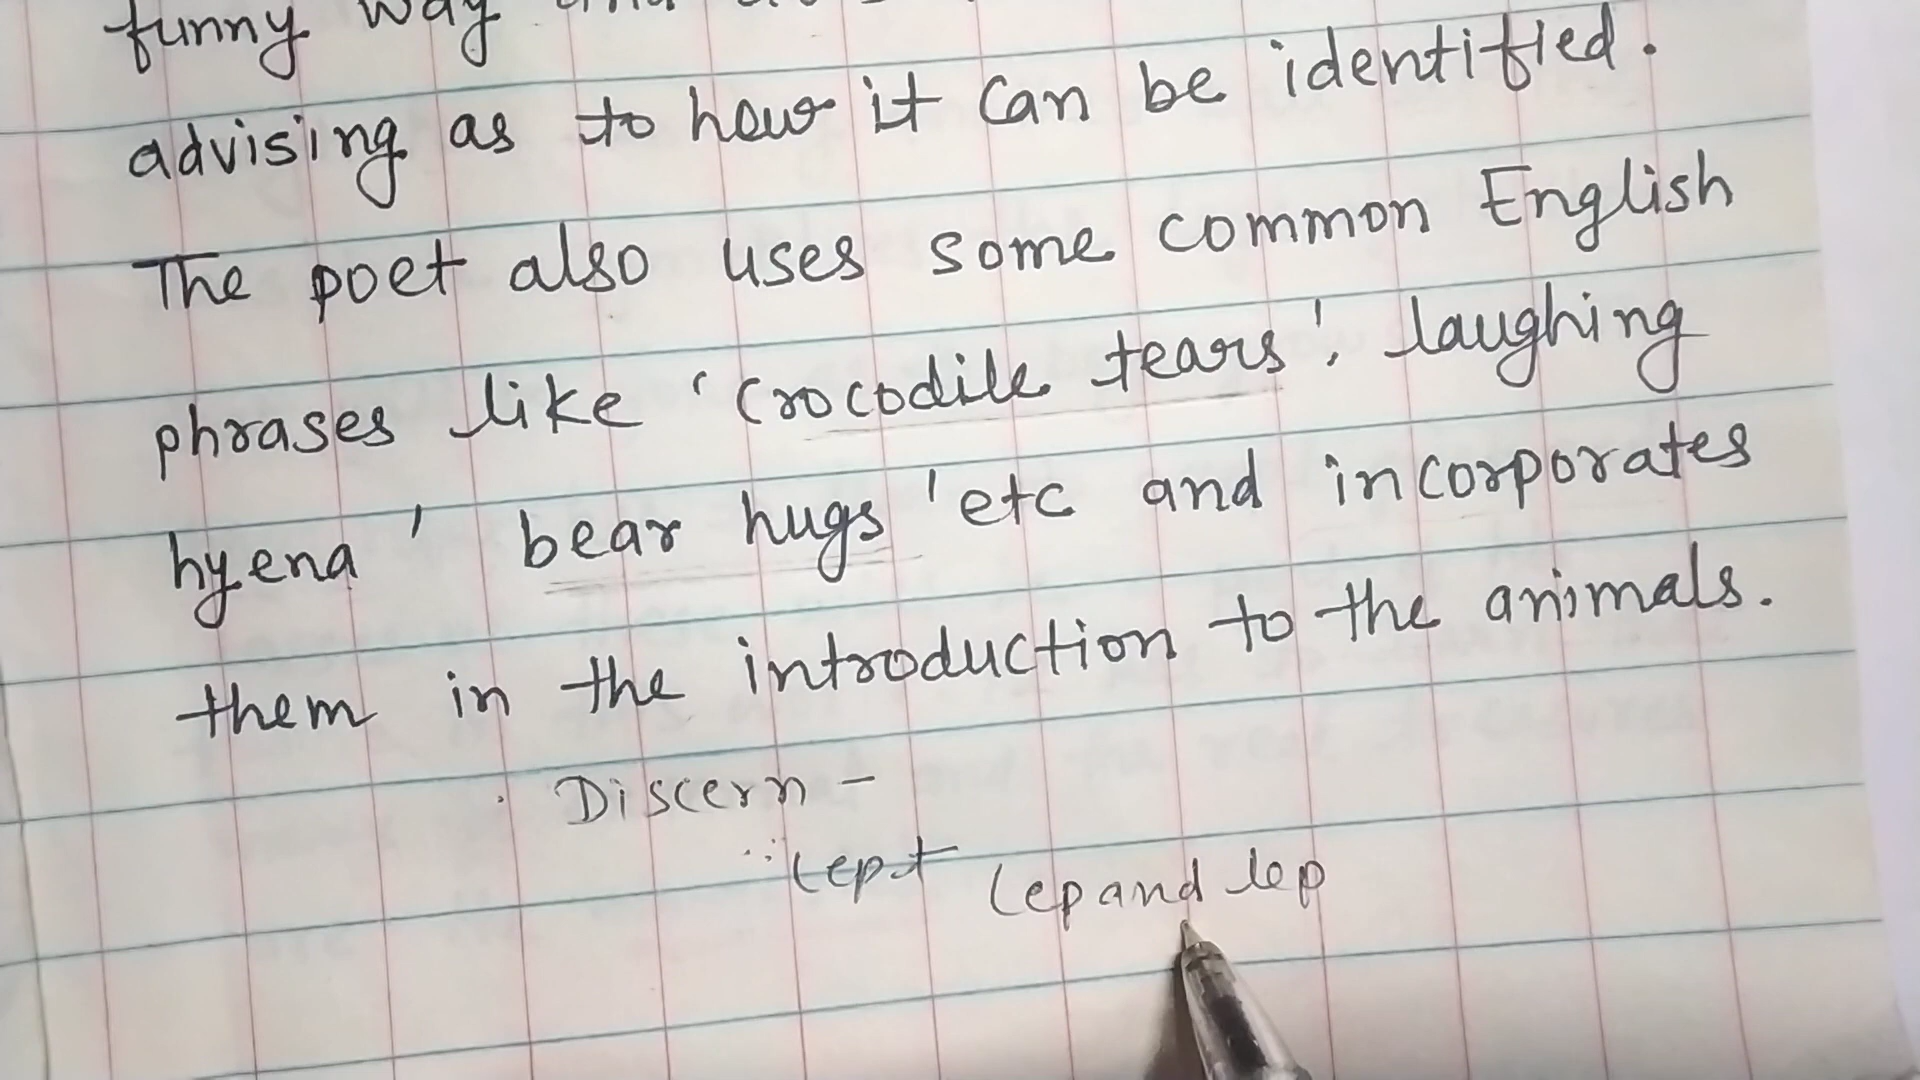 funny way
advising as to how it can be identified.
The poet also uses some common English
phrases like 'Crocodile tears', laughing
hyena ' bear hugs 'etc and incorporates
them in the introduction to the animals.
Discern -
lept lep and lep